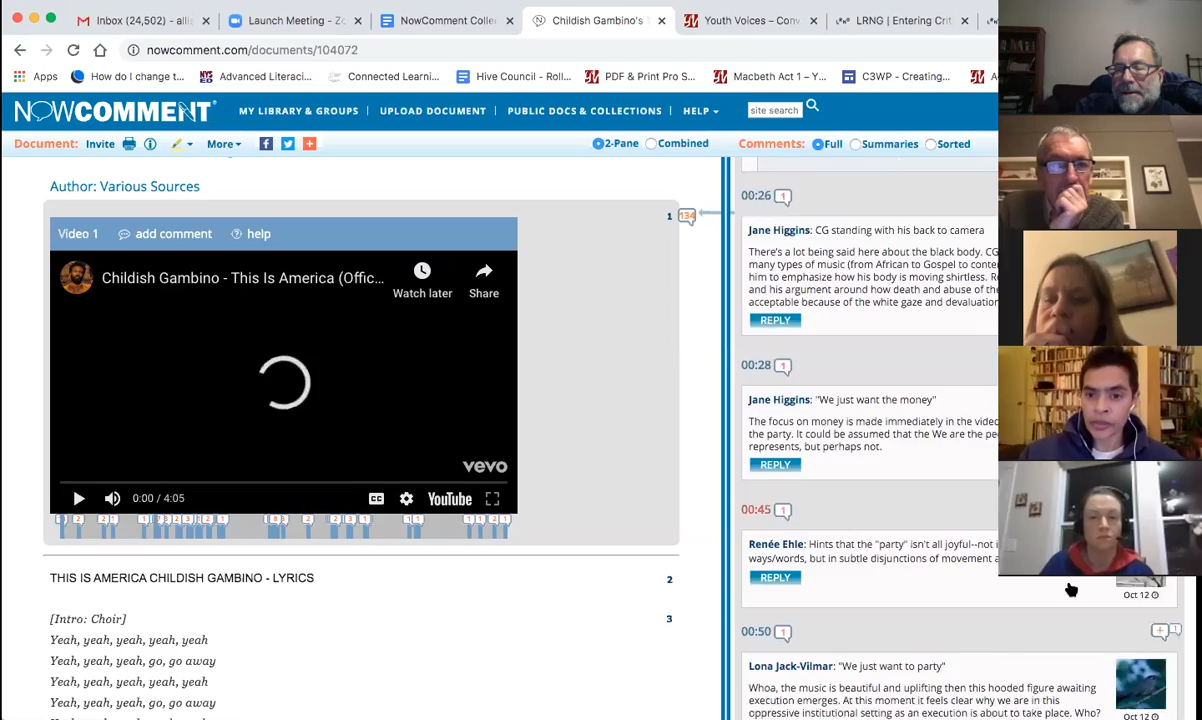 Inbox (24,502) - alli
Launch Meeting - Zo
NowComment Colle
Childish Gambino's T
Youth Voices – Conv
LRNG | Entering Crit
nowcomment.com/documents/104072
Apps
How do I change t...
Advanced Literaci...
Connected Learni...
Hive Council - Roll...
PDF & Print Pro S...
Macbeth Act 1 – Y...
C3WP - Creating...
NOWCOMMENT
MY LIBRARY & GROUPS
UPLOAD DOCUMENT
PUBLIC DOCS & COLLECTIONS
HELP
site search
Document: Invite
More
2-Pane
Combined
Comments:
Full
Summaries
Sorted
Author: Various Sources
1
134
Video 1
add comment
help
Childish Gambino - This Is America (Offic...
Watch later
Share
vevo
0:00 / 4:05
CC
YouTube
THIS IS AMERICA CHILDISH GAMBINO - LYRICS
2
[Intro: Choir]
3
Yeah, yeah, yeah, yeah, yeah
Yeah, yeah, yeah, go, go away
Yeah, yeah, yeah, yeah, yeah
Yeah, yeah, yeah, go, go away
00:26
1
Jane Higgins: CG standing with his back to camera
There's a lot being said here about the black body. CG
many types of music (from African to Gospel to conte
him to emphasize how his body is moving shirtless. R
and his argument around how death and abuse of the
acceptable because of the white gaze and devaluation
REPLY
00:28
1
Jane Higgins: "We just want the money"
The focus on money is made immediately in the video
the party. It could be assumed that the We are the pe
represents, but perhaps not.
REPLY
00:45
1
Renée Ehle: Hints that the "party" isn't all joyful--not i
ways/words, but in subtle disjunctions of movement a
REPLY
Oct 12
00:50
1
Lona Jack-Vilmar: "We just want to party"
Whoa, the music is beautiful and uplifting then this hooded figure awaiting
execution emerges. At this moment it feels clear why we are in this
oppressive institutional setting as an execution is about to take place. Who?
Oct 12